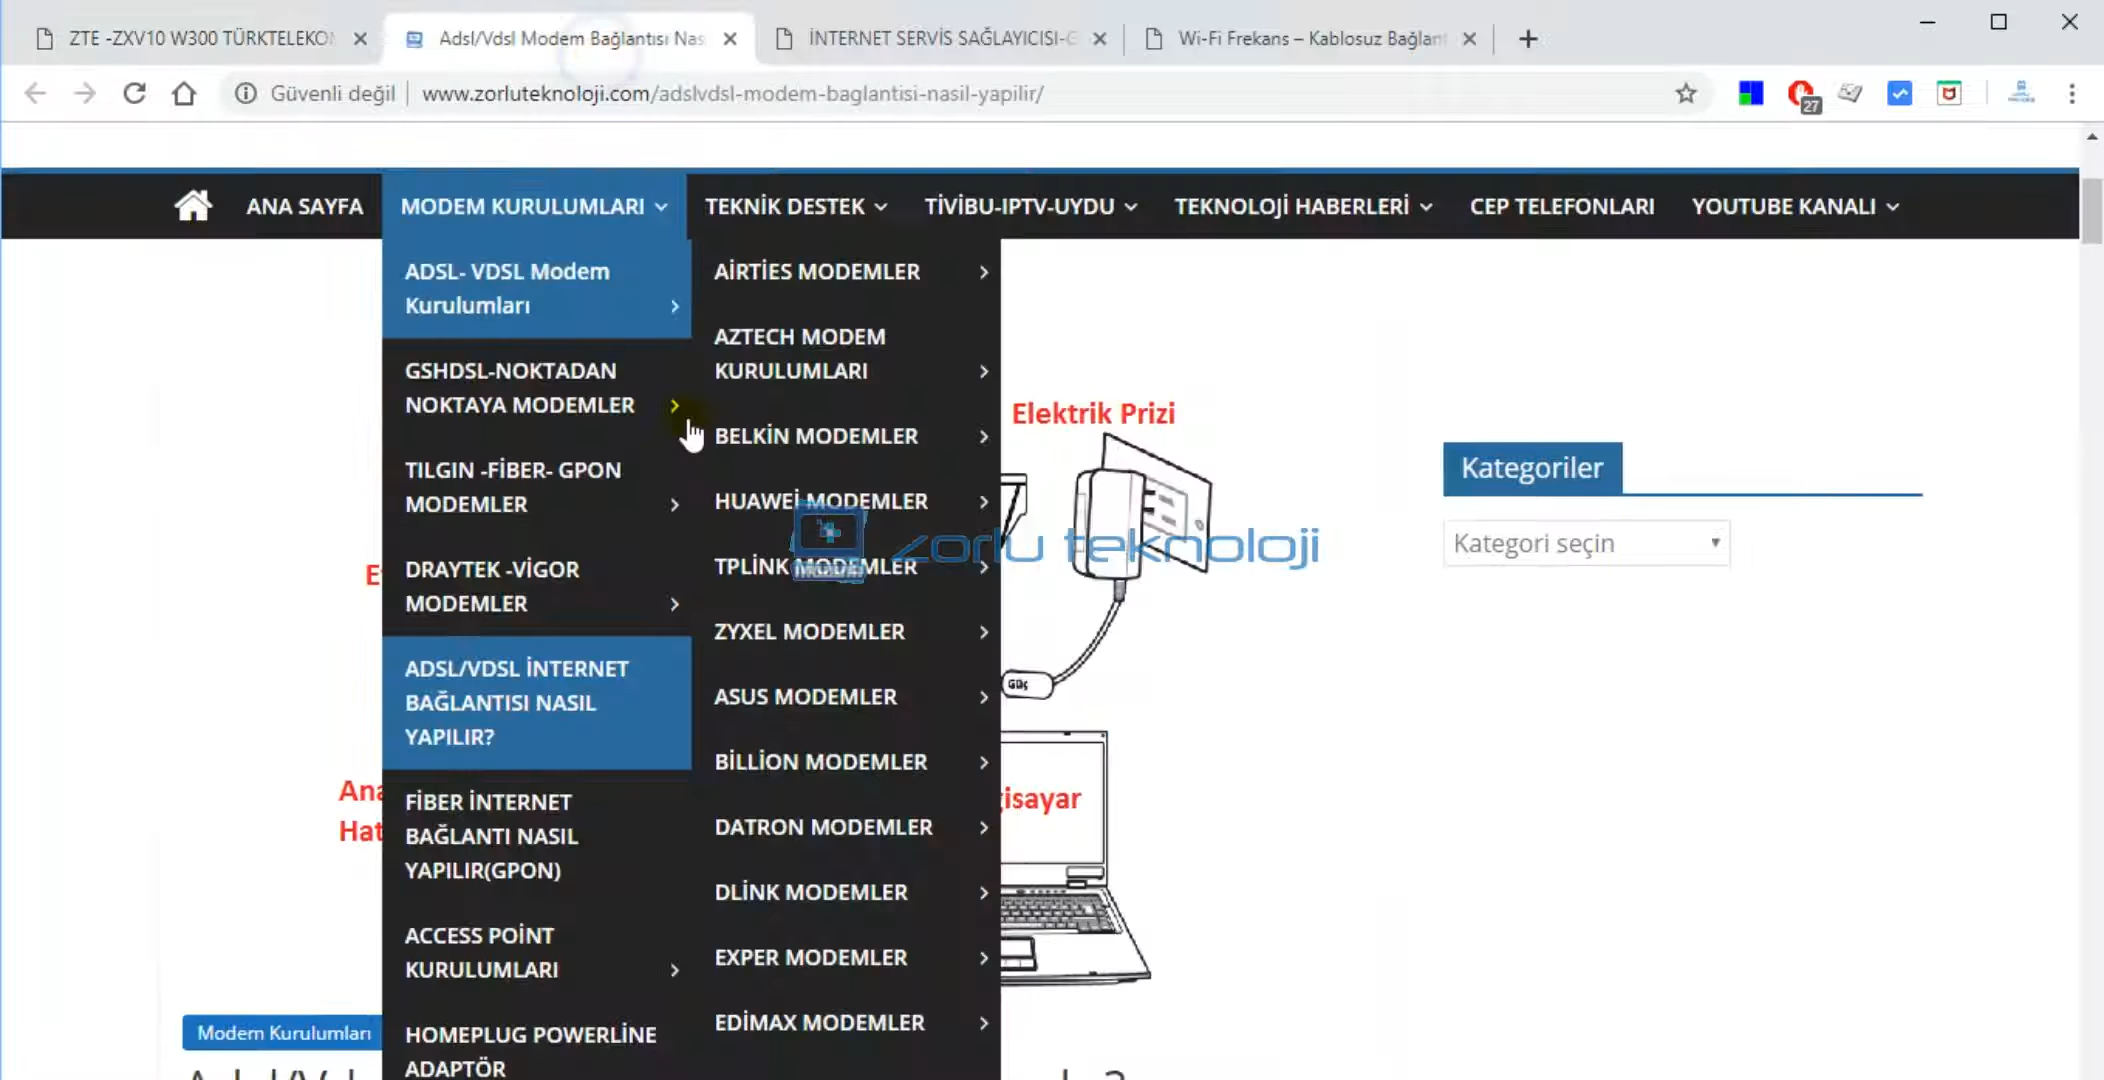 ZTE -ZXV10 W300 TÜRKTELEKO
Adsl/Vdsl Modem Bağlantısı Nas
İNTERNET SERVİS SAĞLAYICISI-G
Wi-Fi Frekans – Kablosuz Bağlant
Güvenli değil
www.zorluteknoloji.com/adslvdsl-modem-baglantisi-nasil-yapilir/
27
ANA SAYFA
MODEM KURULUMLARI
TEKNİK DESTEK
TİVİBU-IPTV-UYDU
TEKNOLOJİ HABERLERİ
CEP TELEFONLARI
YOUTUBE KANALI
ADSL- VDSL Modem
Kurulumları
GSHDSL-NOKTADAN
NOKTAYA MODEMLER
TILGIN -FİBER- GPON
MODEMLER
DRAYTEK -VİGOR
MODEMLER
ADSL/VDSL İNTERNET
BAĞLANTISI NASIL
YAPILIR?
FİBER İNTERNET
BAĞLANTI NASIL
YAPILIR(GPON)
ACCESS POİNT
KURULUMLARI
HOMEPLUG POWERLİNE
ADAPTÖR
AİRTİES MODEMLER
AZTECH MODEM
KURULUMLARI
BELKİN MODEMLER
HUAWEİ MODEMLER
TPLİNK MODEMLER
ZYXEL MODEMLER
ASUS MODEMLER
BİLLİON MODEMLER
DATRON MODEMLER
DLİNK MODEMLER
EXPER MODEMLER
EDİMAX MODEMLER
Elektrik Prizi
zorlu teknoloji
Güç
Ana
Hat
gisayar
Kategoriler
Kategori seçin
Modem Kurulumları